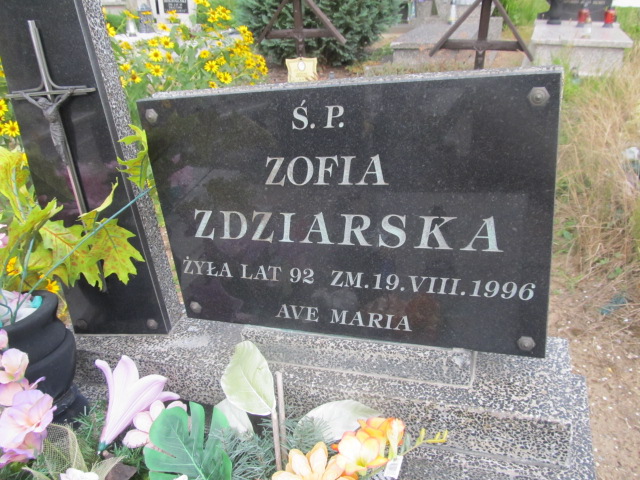 Ś. P.
ZOFIA
ZDZIARSKA
ŻYŁA LAT 92 ZM.19.VIII.1996
AVE MARIA